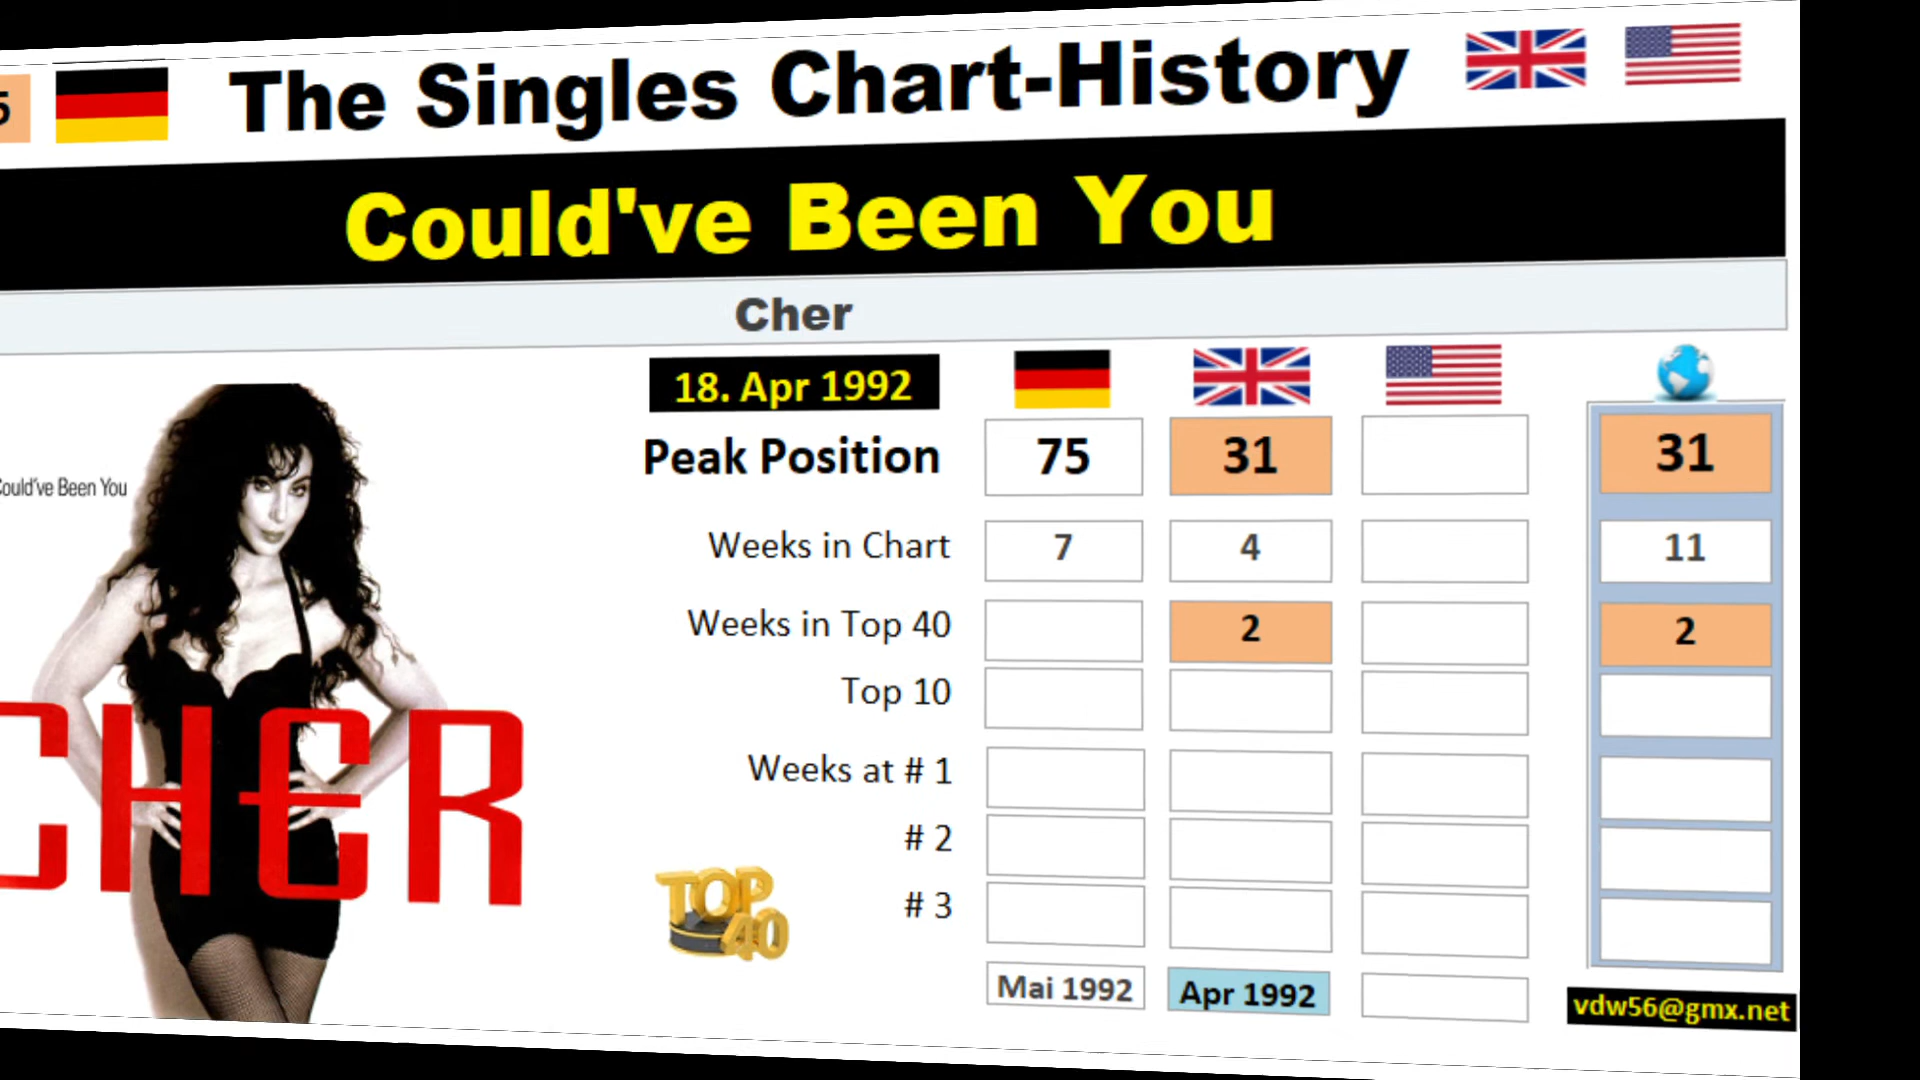 5
The Singles Chart-History
Could've Been You
Cher
18. Apr 1992
Peak Position 75 31 31
Could've Been You
Weeks in Chart 7 4 11
Weeks in Top 40 2 2
Top 10
CHER
Weeks at # 1
# 2
# 3
TOP
40
Mai 1992 Apr 1992
vdw56@gmx.net